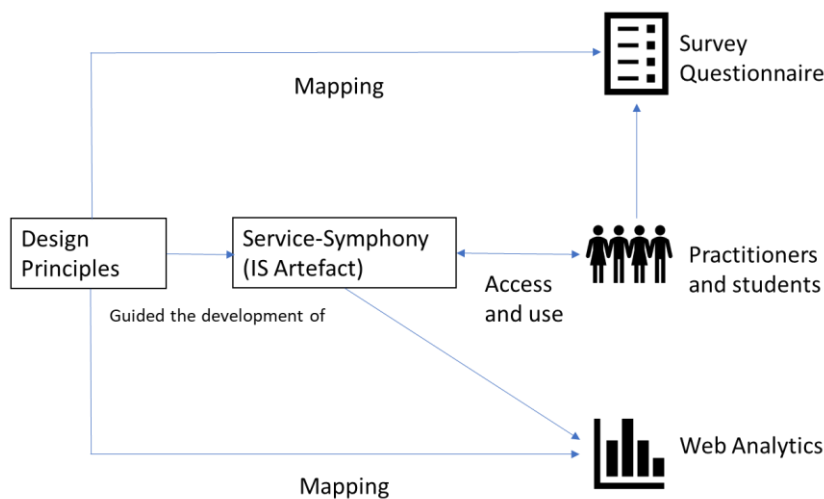 Survey
Questionnaire
Mapping
Design
Principles
Service-Symphony
(IS Artefact)
Practitioners
and students
Access
and use
Guided the development of
Web Analytics
Mapping